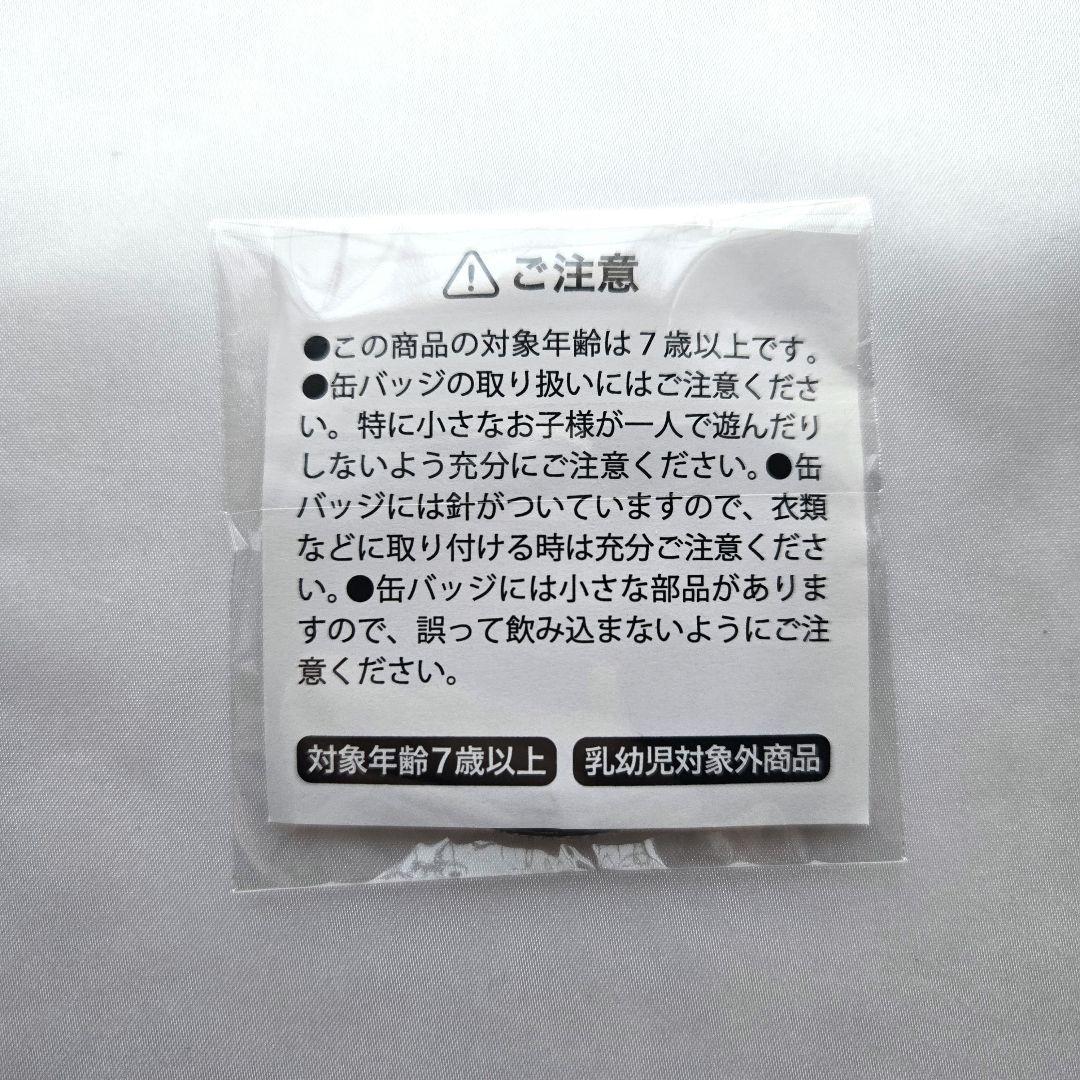 ご注意
●この商品の対象年齢は7歳以上です。
●缶バッジの取り扱いにはご注意くださ
い。特に小さなお子様が一人で遊んだり
しないよう充分にご注意ください。●缶
バッジには針がついていますので、衣類
などに取り付ける時は充分ご注意くださ
い。●缶バッジには小さな部品がありま
すので、誤って飲み込まないようにご注
意ください。
対象年齢7歳以上
乳幼児対象外商品